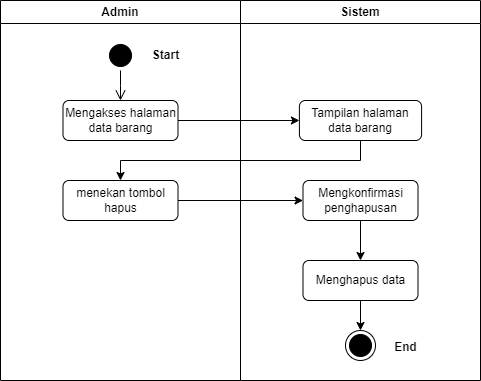 Admin
Sistem
Start
Mengakses halaman
data barang
Tampilan halaman
data barang
menekan tombol
hapus
Mengkonfirmasi
penghapusan
Menghapus data
End